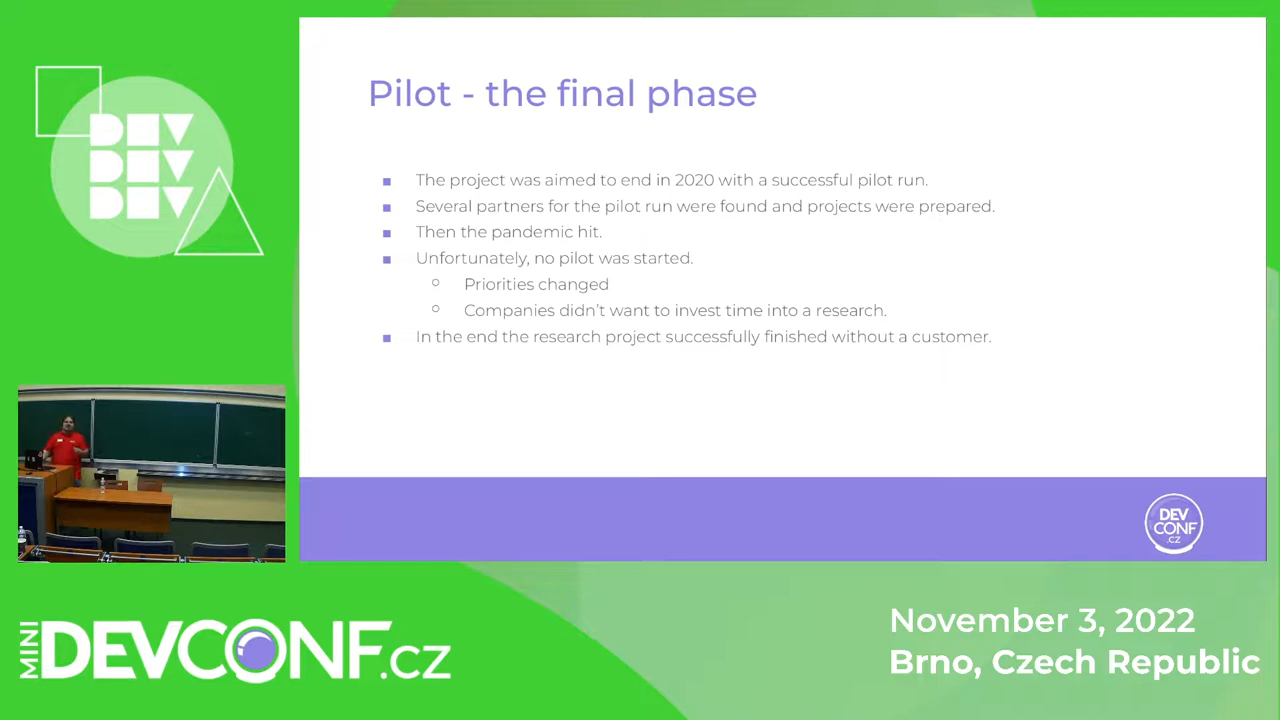 DEV
DEV
DEV
Pilot - the final phase
■ The project was aimed to end in 2020 with a successful pilot run.
■ Several partners for the pilot run were found and projects were prepared.
■ Then the pandemic hit.
■ Unfortunately, no pilot was started.
○ Priorities changed
○ Companies didn't want to invest time into a research.
■ In the end the research project successfully finished without a customer.
DEV
CONF
.CZ
MINI DEVCONF.cz
November 3, 2022
Brno, Czech Republic